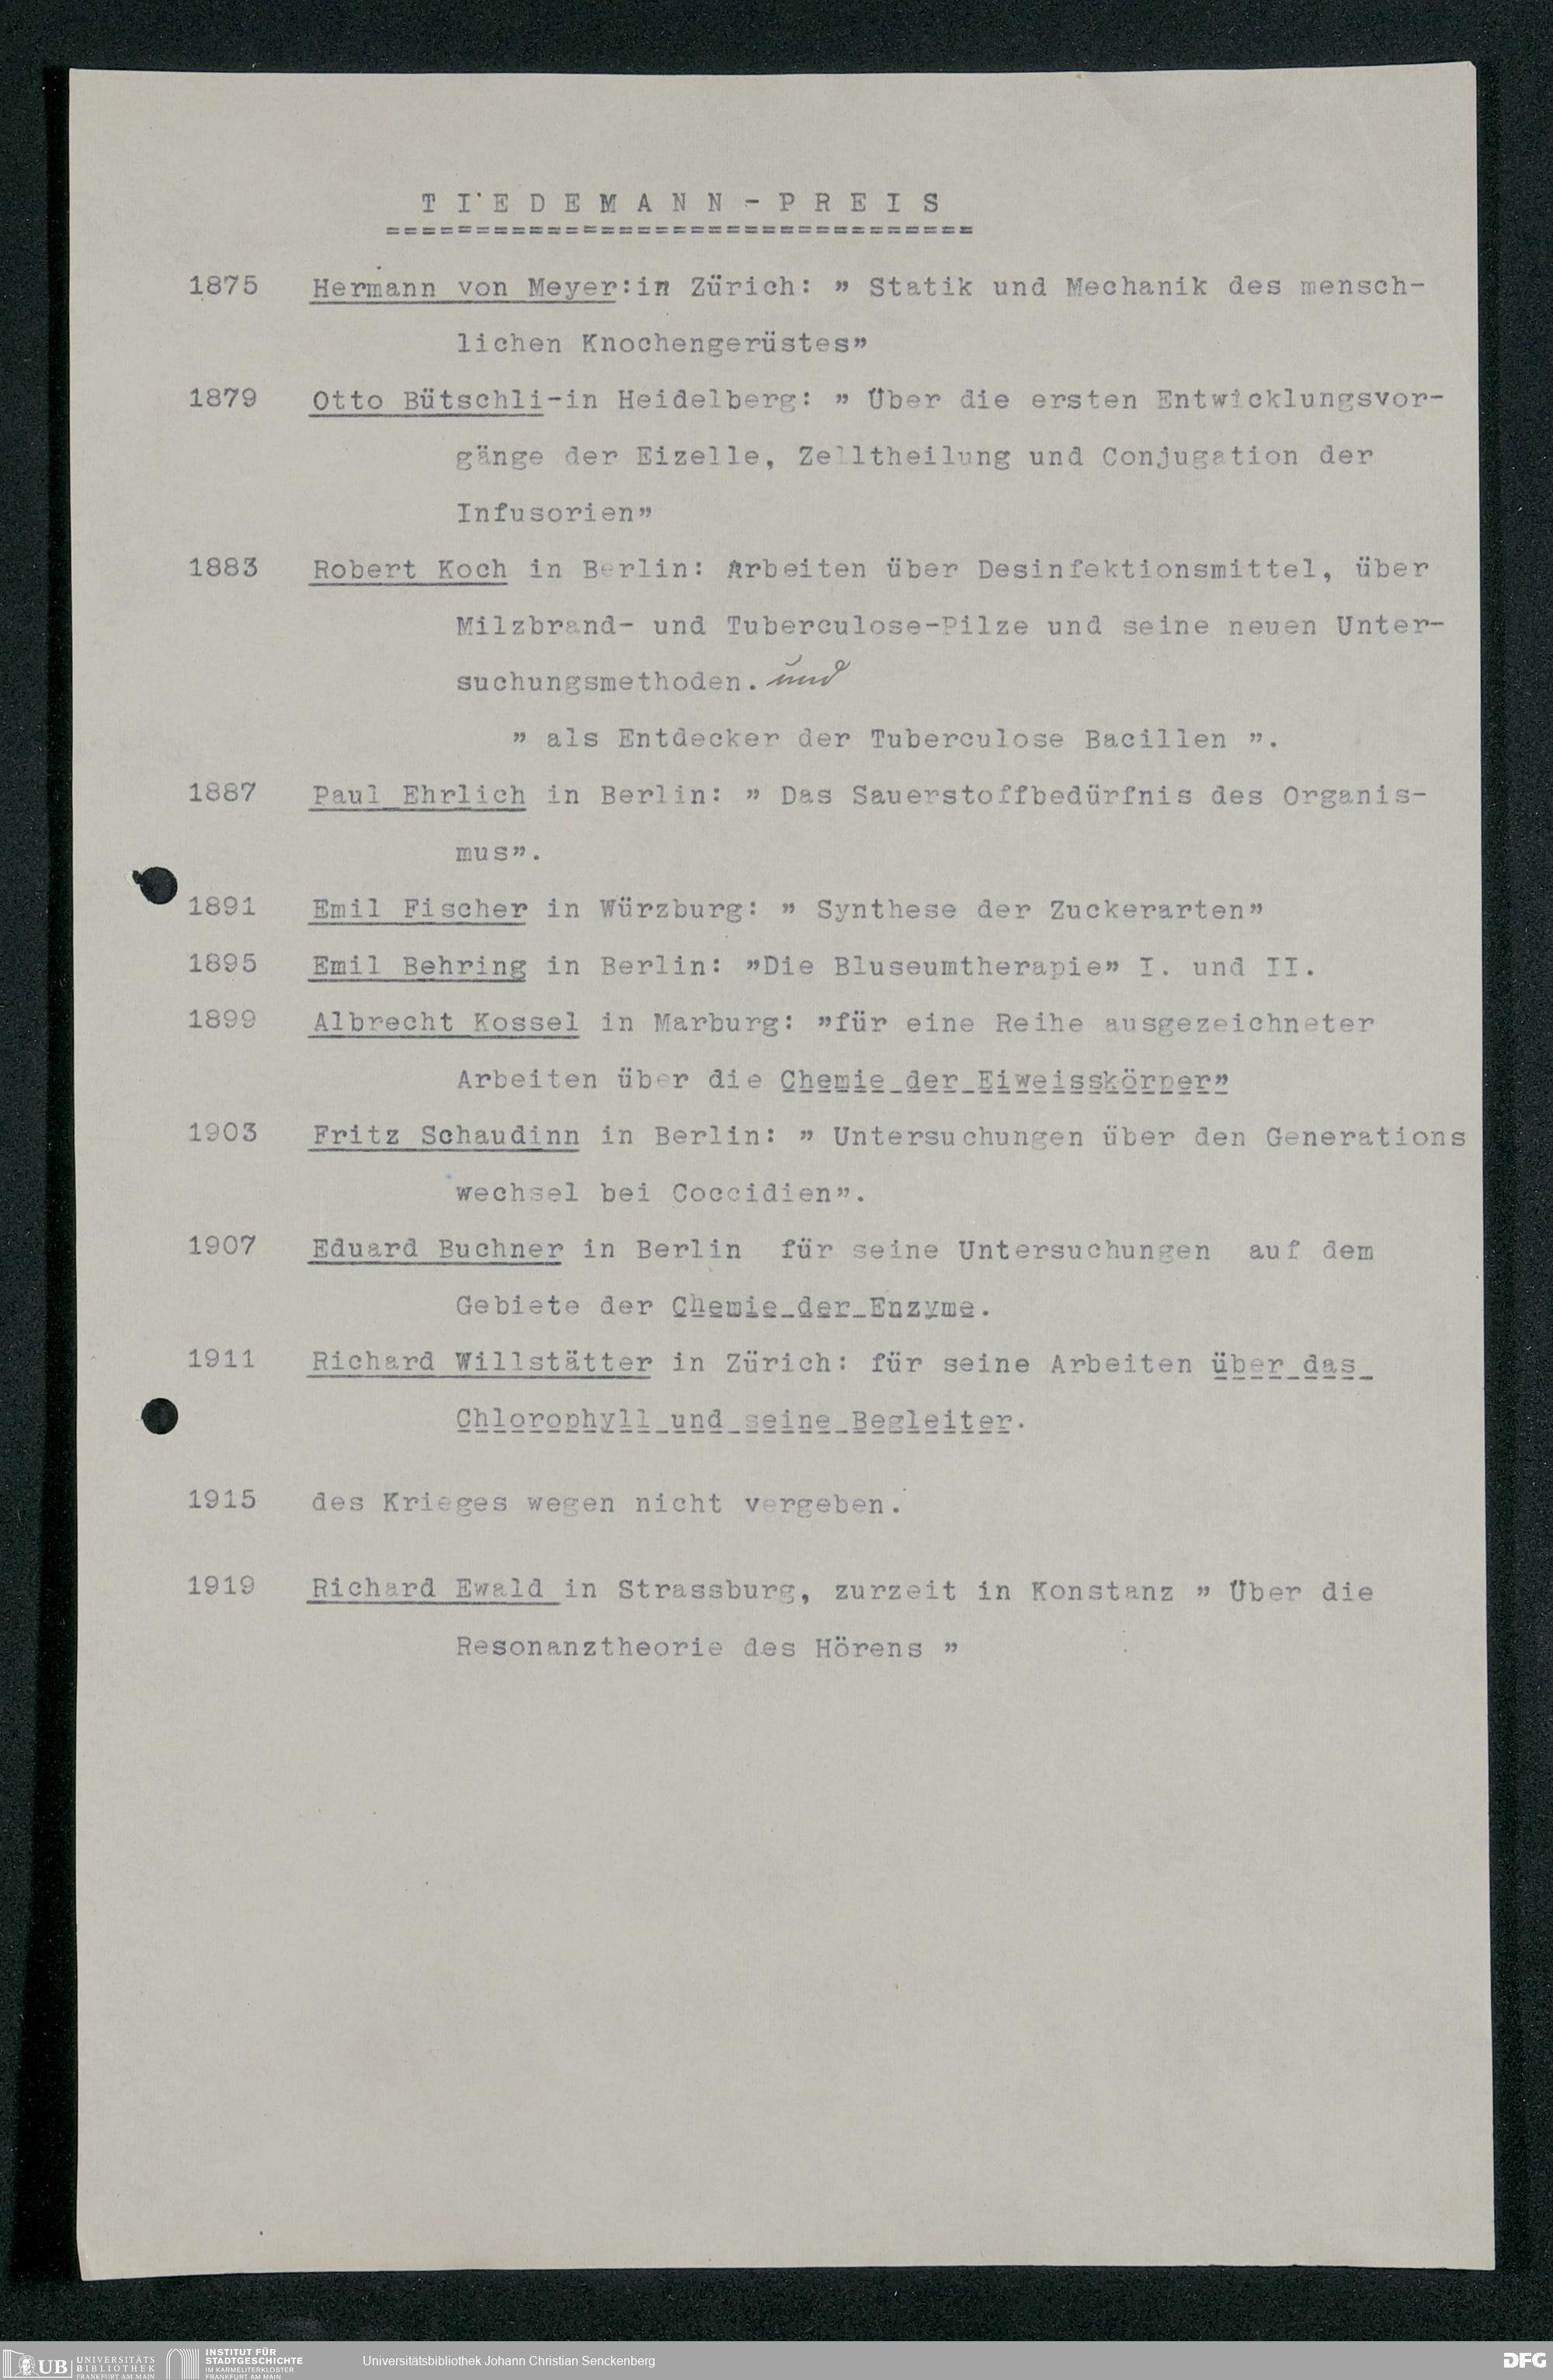 TIEDEMANN-PREIS
=================================
1875 Hermann von Meyer:in Zürich: " Statik und Mechanik des mensch-
lichen Knochengerüstes"
1879 Otto Bütschli-in Heidelberg: " Über die ersten Entwicklungsvor-
gänge der Eizelle, Zelltheilung und Conjugation der
Infusorien"
1883 Robert Koch in Berlin: Arbeiten über Desinfektionsmittel, über
Milzbrand- und Tuberculose-Pilze und seine neuen Unter-
suchungsmethoden. und
" als Entdecker der Tuberculose Bacillen ".
1887 Paul Ehrlich in Berlin: " Das Sauerstoffbedürfnis des Organis-
mus".
1891 Emil Fischer in Würzburg: " Synthese der Zuckerarten"
1895 Emil Behring in Berlin: "Die Bluseumtherapie" I. und II.
1899 Albrecht Kossel in Marburg: "für eine Reihe ausgezeichneter
Arbeiten über die Chemie der Eiweisskörper"
1903 Fritz Schaudinn in Berlin: " Untersuchungen über den Generations
wechsel bei Coccidien".
1907 Eduard Buchner in Berlin für seine Untersuchungen auf dem
Gebiete der Chemie der Enzyme.
1911 Richard Willstätter in Zürich: für seine Arbeiten über das
Chlorophyll und seine Begleiter.
1915 des Krieges wegen nicht vergeben.
1919 Richard Ewald in Strassburg, zurzeit in Konstanz " Über die
Resonanztheorie des Hörens "
UB UNIVERSITÄTS
BIBLIOTHEK
FRANKFURT AM MAIN
INSTITUT FÜR
STADTGESCHICHTE
IM KARMELITERKLOSTER
FRANKFURT AM MAIN
Universitätsbibliothek Johann Christian Senckenberg
DFG